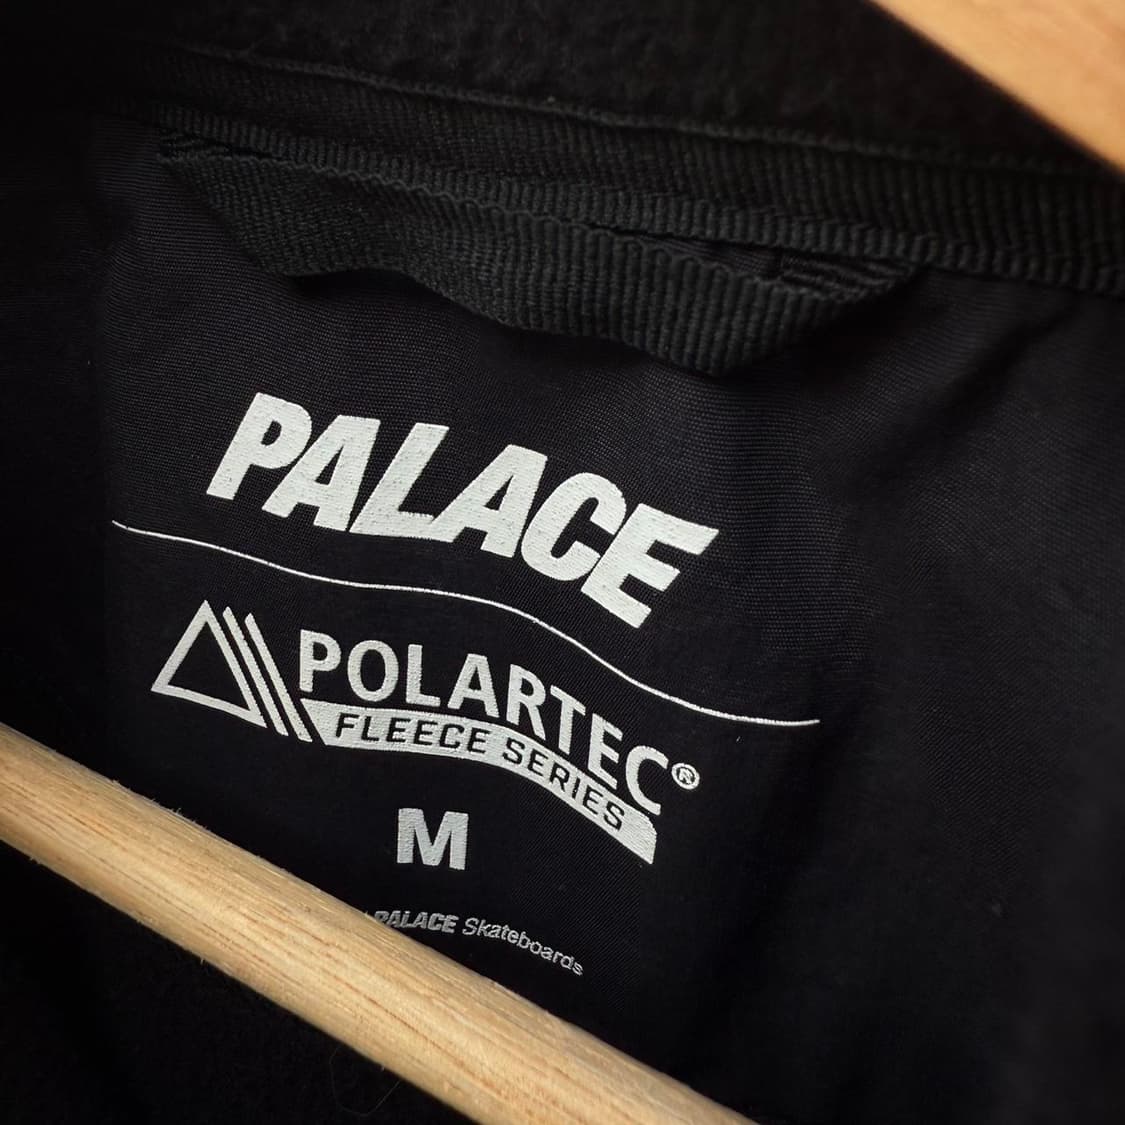 PALACE
POLARTEC®
FLEECE SERIES
M
PALACE Skateboards